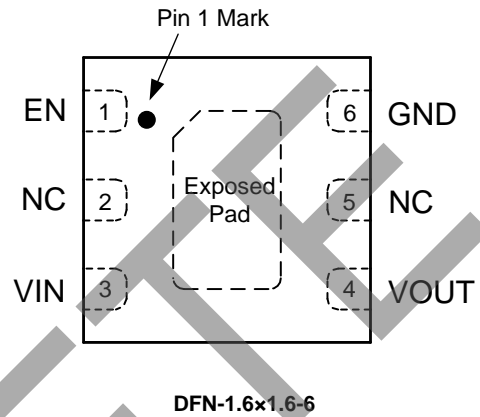 Pin 1 Mark
EN 1 6 GND
NC 2 Exposed Pad 5 NC
VIN 3 4 VOUT
DFN-1.6×1.6-6